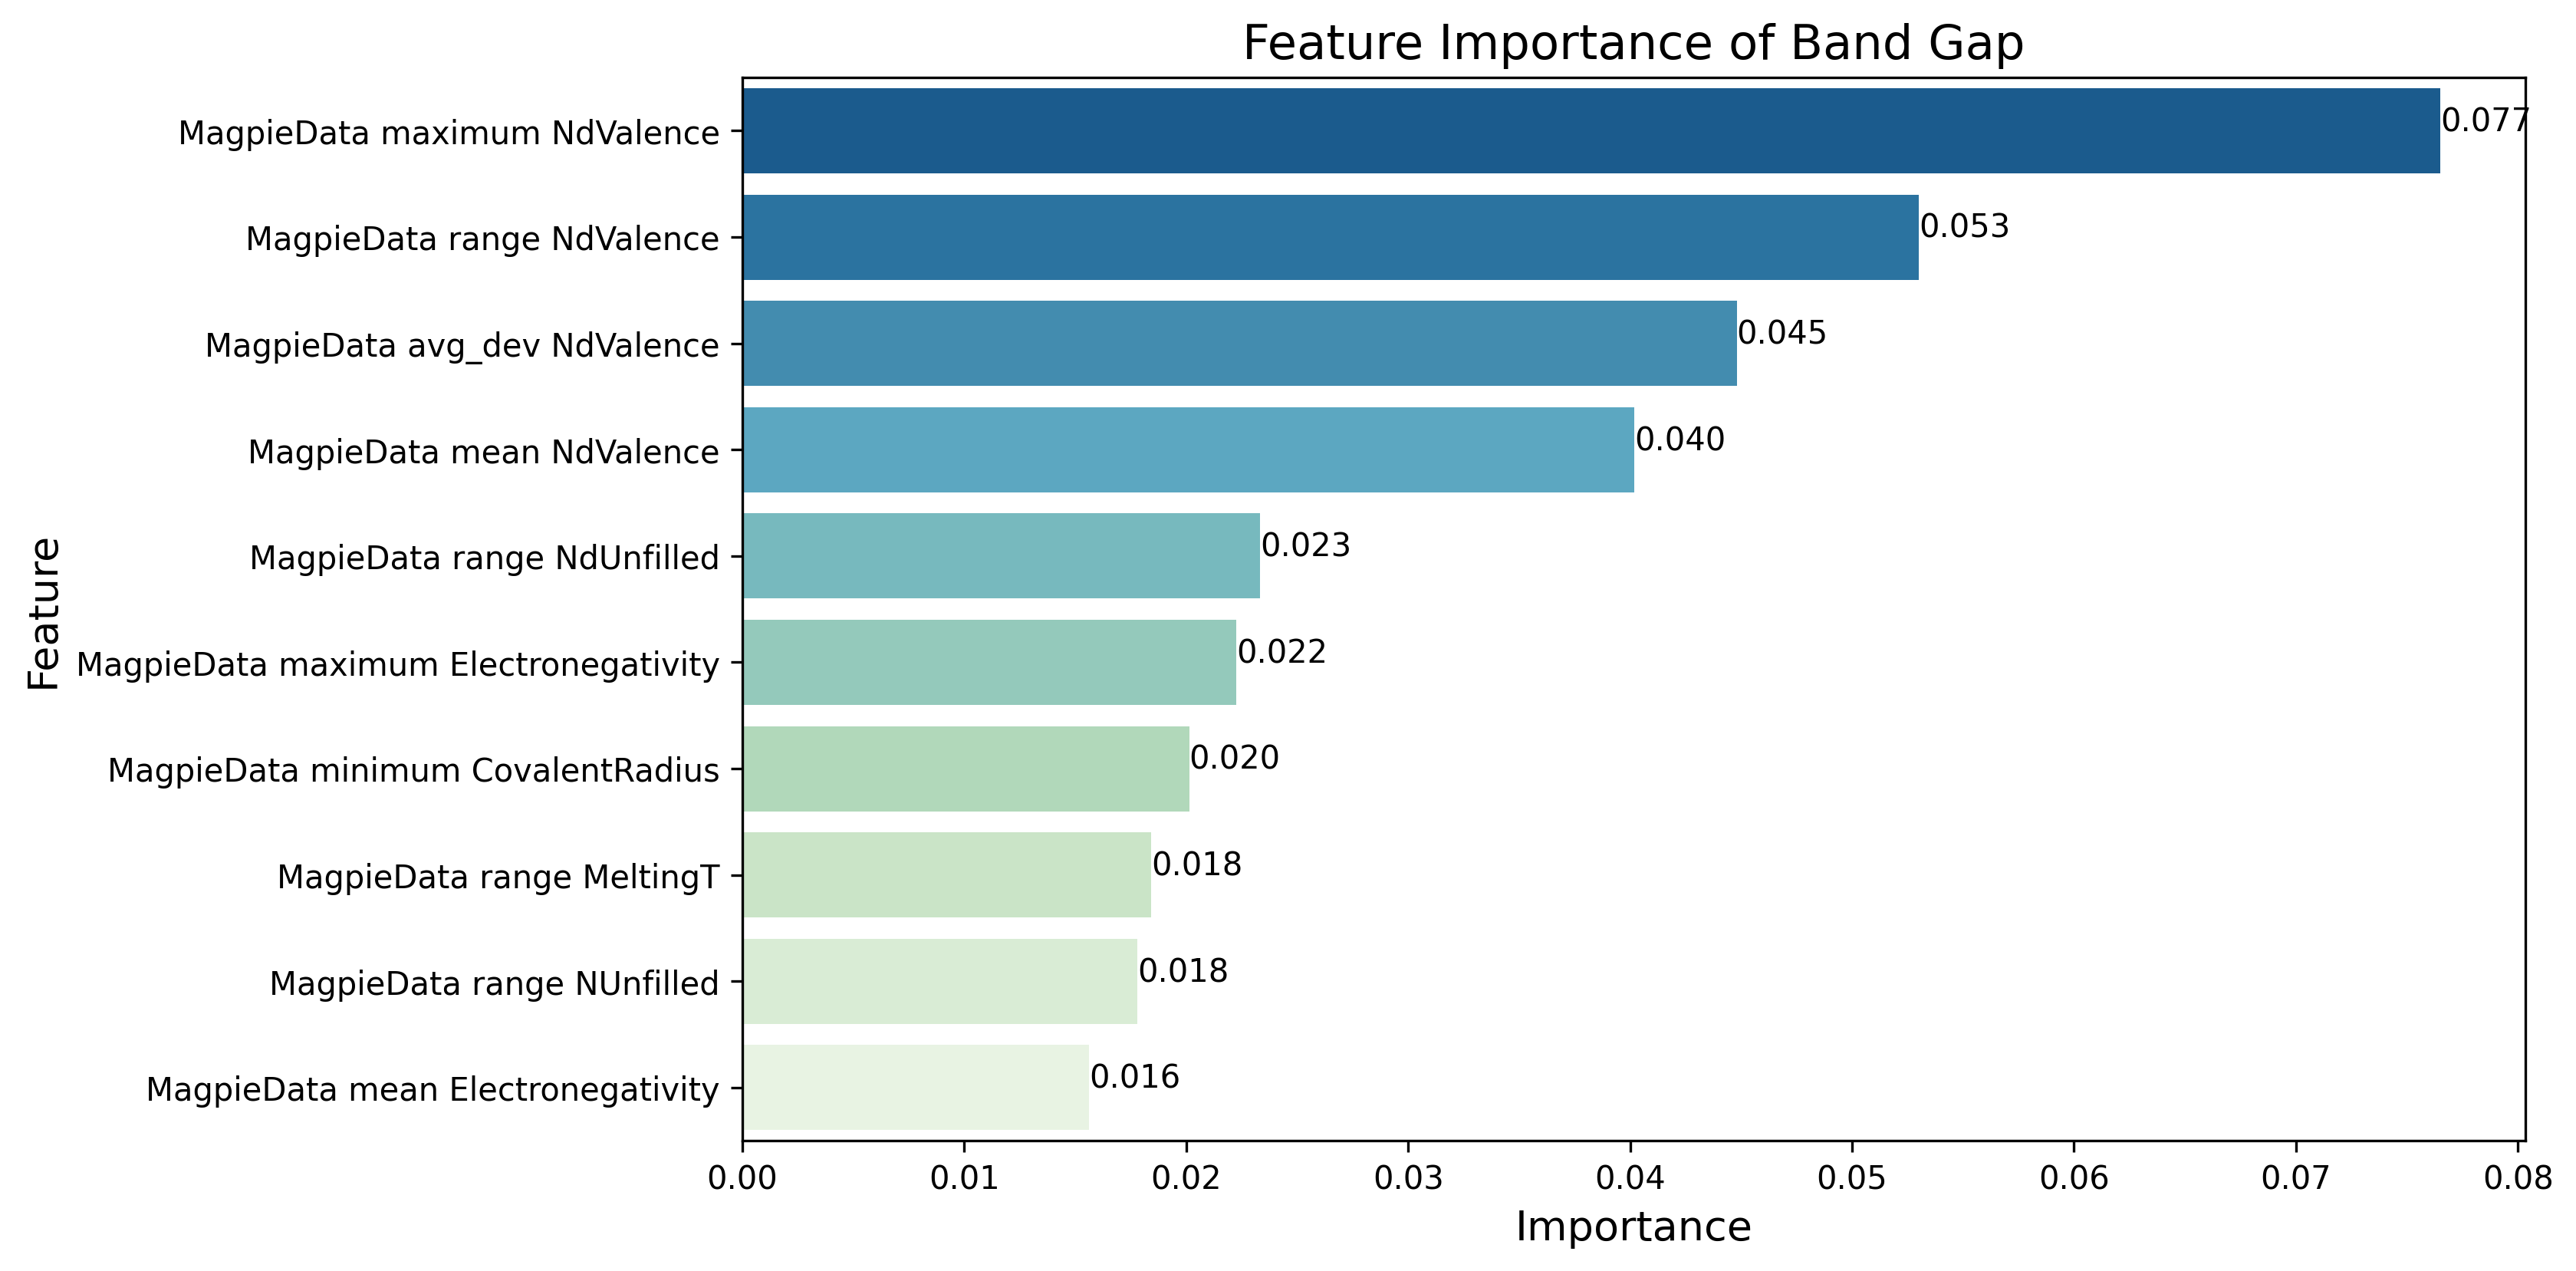 Feature Importance of Band Gap
MagpieData maximum NdValence
0.077
MagpieData range NdValence
0.053
MagpieData avg_dev NdValence
0.045
MagpieData mean NdValence
0.040
MagpieData range NdUnfilled
0.023
MagpieData maximum Electronegativity
0.022
MagpieData minimum CovalentRadius
0.020
MagpieData range MeltingT
0.018
MagpieData range NUnfilled
0.018
MagpieData mean Electronegativity
0.016
Feature
0.00 0.01 0.02 0.03 0.04 0.05 0.06 0.07 0.08
Importance